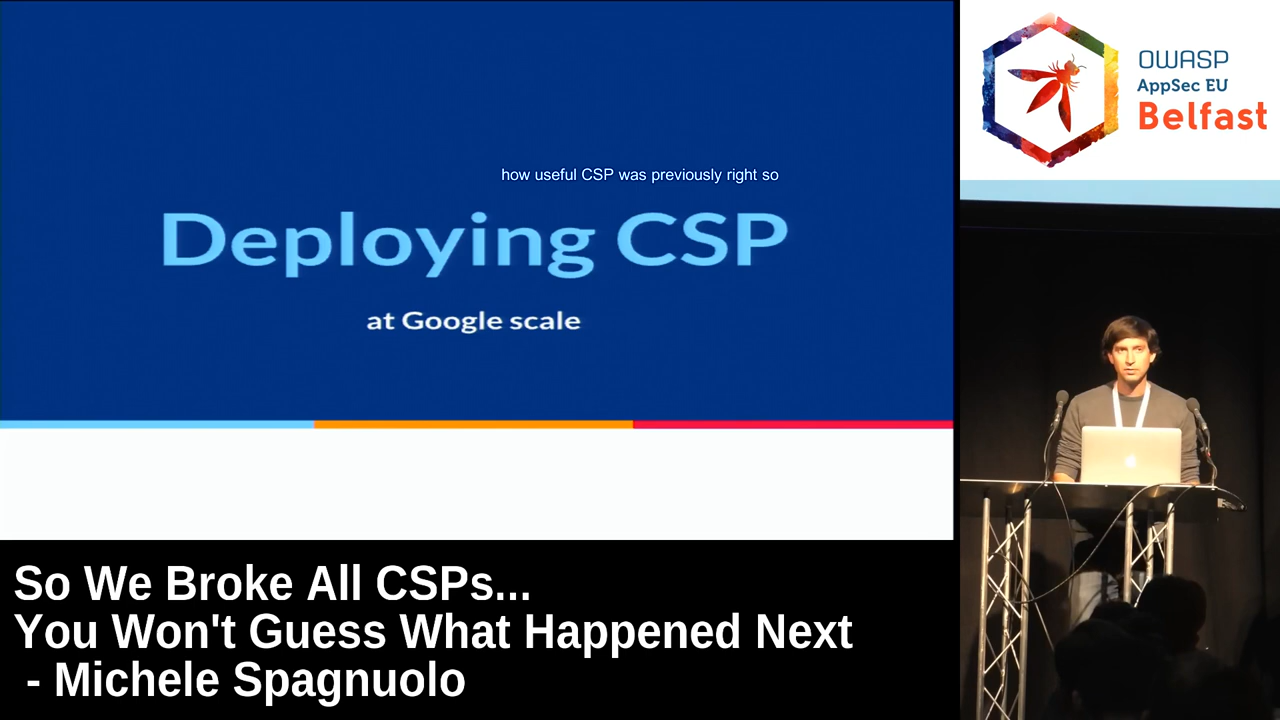 how useful CSP was previously right so
Deploying CSP
at Google scale
OWASP
AppSec EU
Belfast
So We Broke All CSPs...
You Won't Guess What Happened Next
- Michele Spagnuolo